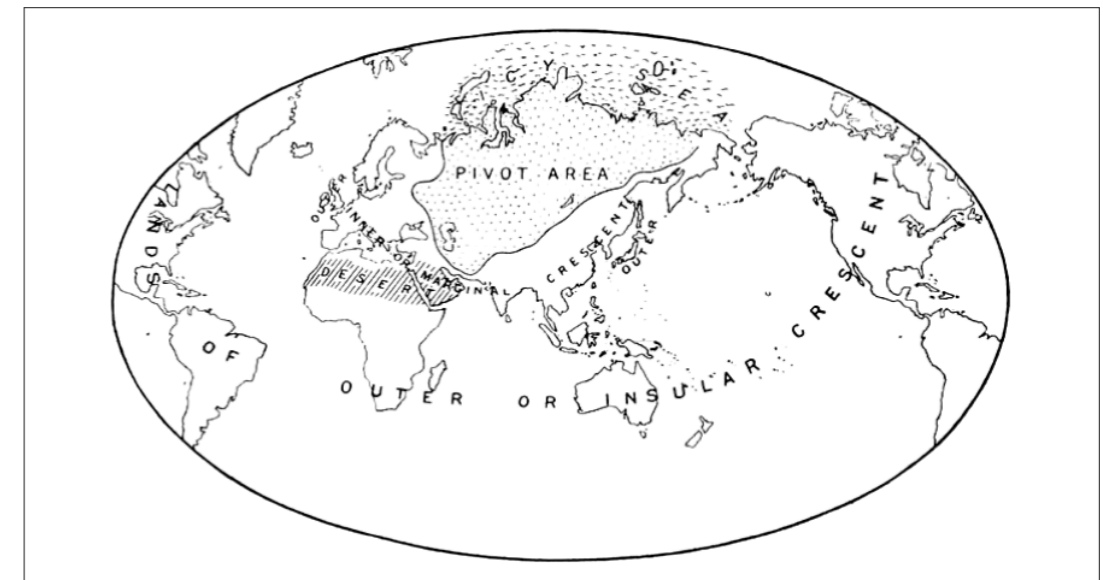 ICY SEA
PIVOT AREA
OUTER
INNER OR MARGINAL CRESCENT
OUTER
DESERT
LANDS OF OUTER OR INSULAR CRESCENT